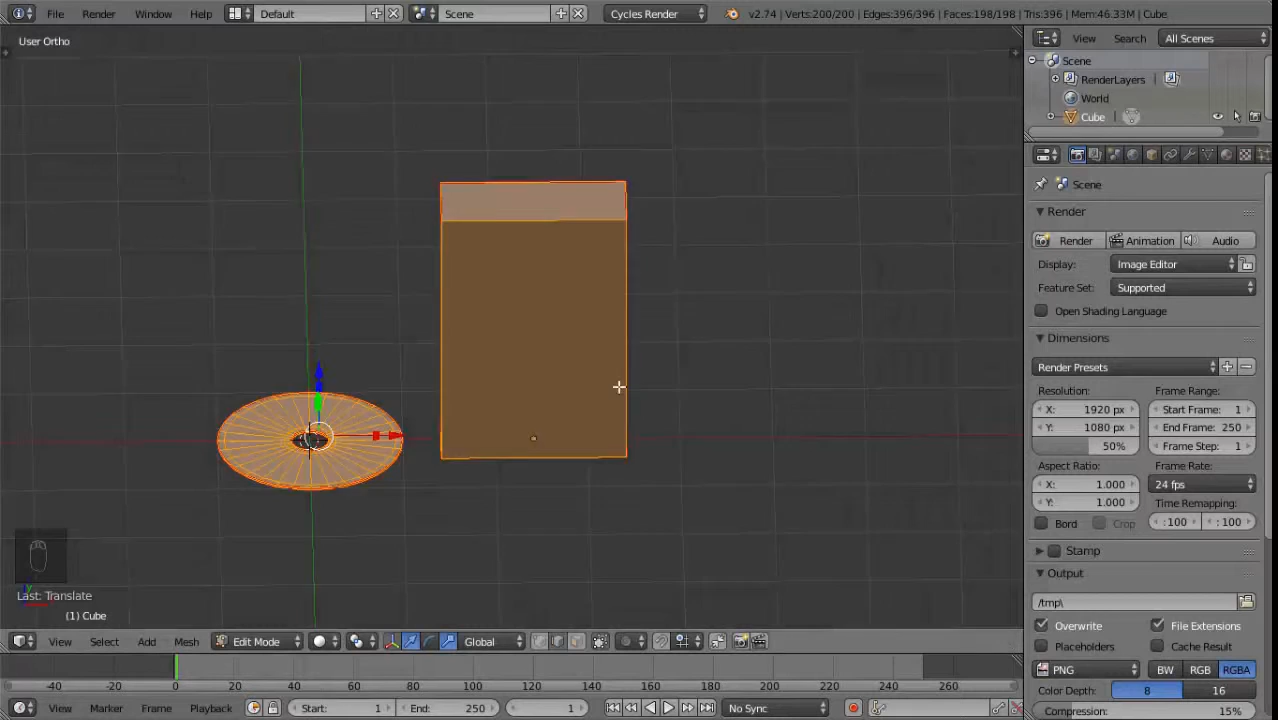 File Render Window Help Default Scene Cycles Render v2.74 | Verts:200/200 | Edges:396/396 | Faces:198/198 | Tris:396 | Mem:46.33M | Cube
User Ortho
View Search All Scenes
Scene
RenderLayers
World
Cube
Scene
Render
Render Animation Audio
Display: Image Editor
Feature Set: Supported
Open Shading Language
Dimensions
Render Presets
Resolution: Frame Range:
X: 1920 px Start Frame: 1
Y: 1080 px End Frame: 250
50% Frame Step: 1
Aspect Ratio: Frame Rate:
X: 1.000 24 fps
Y: 1.000 Time Remapping:
Bord Crop :100 :100
Stamp
Output
/tmp\
Overwrite File Extensions
Placeholders Cache Result
PNG BW RGB RGBA
Color Depth: 8 16
Compression: 15%
Last: Translate
(1) Cube
View Select Add Mesh Edit Mode Global
-40 -20 0 20 40 60 80 100 120 140 160 180 200 220 240 260
View Marker Frame Playback Start: 1 End: 250 1 No Sync